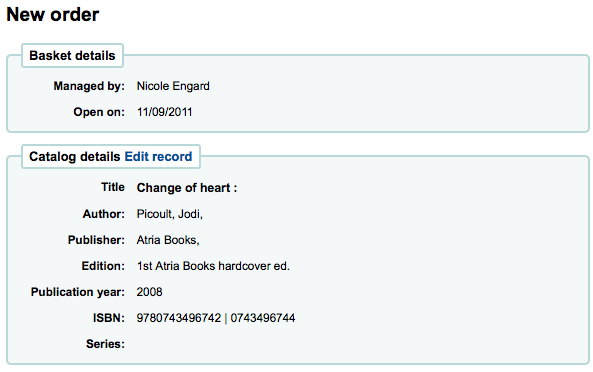 New order
Basket details
Managed by: Nicole Engard
Open on: 11/09/2011
Catalog details Edit record
Title Change of heart :
Author: Picoult, Jodi,
Publisher: Atria Books,
Edition: 1st Atria Books hardcover ed.
Publication year: 2008
ISBN: 9780743496742 | 0743496744
Series: